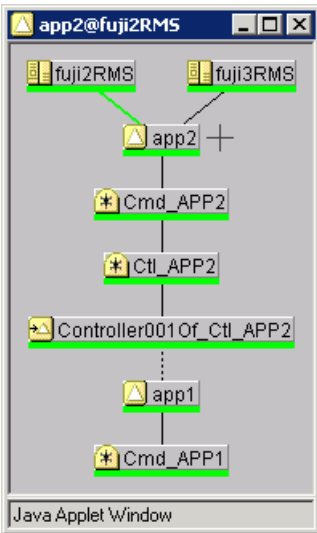 app2@fuji2RMS
fuji2RMS fuji3RMS
app2
Cmd_APP2
Ctl_APP2
Controller001Of_Ctl_APP2
app1
Cmd_APP1
Java Applet Window